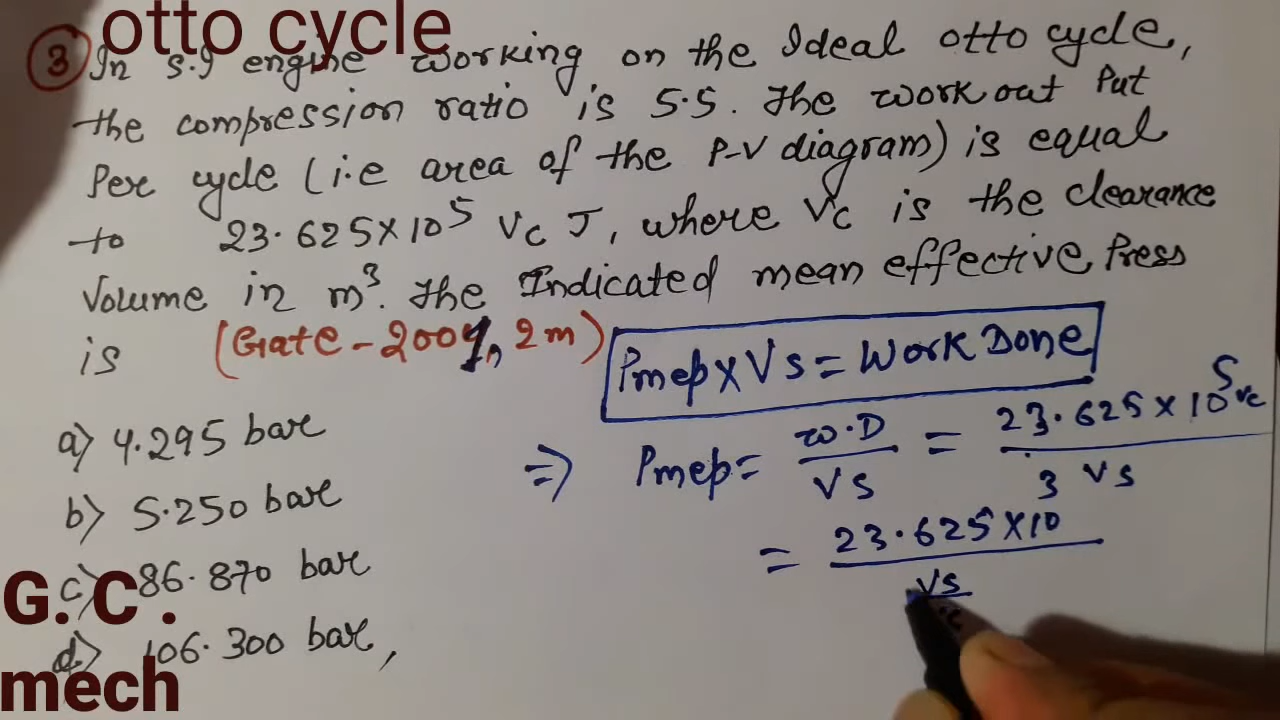 otto cycle
3 In S.I engine working on the Ideal otto cycle,
the compression ratio is 5.5. The work out Put
Per cycle (i.e area of the P-V diagram) is equal
to 23.625×10⁵ Vc J, where Vc is the clearance
Volume in m³. the Indicated mean effective Press
is (Gate-2001, 2m)
Pmep × Vs = Work Done
a) 4.295 bar
⇒ Pmep = W.D / Vs = 23.625 × 10⁵ Vc / 3 Vs
b) 5.250 bar
= 23.625 × 10 / Vs
c) 86.870 bar
d) 106.300 bar,
G.C.
mech